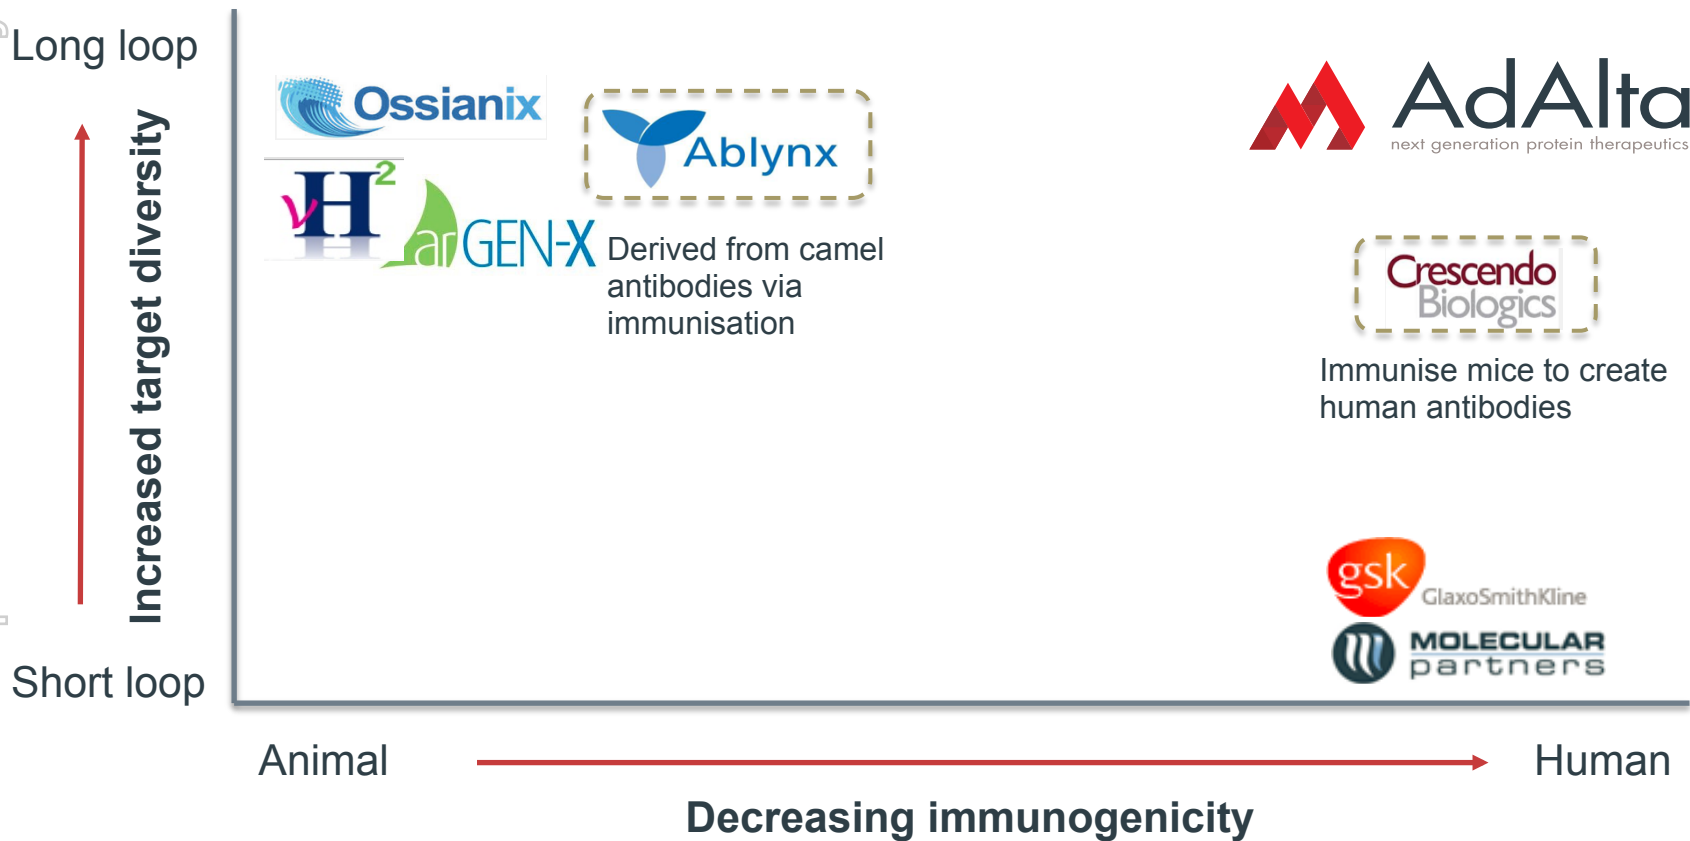 Long loop
Increased target diversity
Short loop
Ossianix
Ablynx
vH2
arGEN-X
Derived from camel
antibodies via
immunisation
AdAlta
next generation protein therapeutics
Crescendo
Biologics
Immunise mice to create
human antibodies
gsk
GlaxoSmithKline
MOLECULAR
partners
Animal
Human
Decreasing immunogenicity